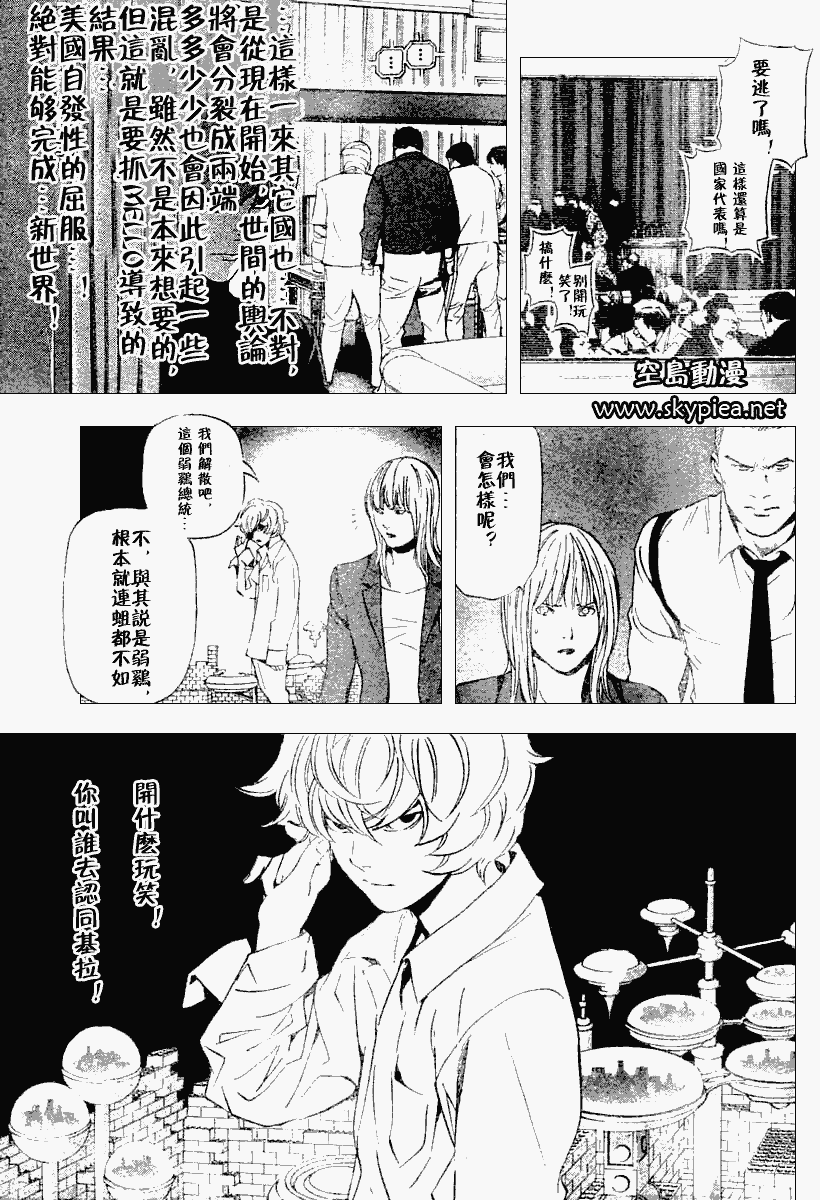 要逃了嗎！
這樣還算是
國家代表嗎！
別開玩
笑了！
搞什麼！
空島動漫
www.skypiea.net
…
…
…這樣一來其它國也…不對，
是從現在開始，世間的輿論
將會分裂成兩端
多多少少也會因此引起一些
混亂，雖然不是本來想要的，
但這就是要抓MELLO導致的
結果…
美國自發性的屈服…！
絕對能够完成…新世界！
我們…
會怎樣呢？
我們解散吧，
這個弱鷄總統…
不，與其説是弱鷄，
根本就連蛆都不如
開什麼玩笑！
你叫誰去認同基拉！